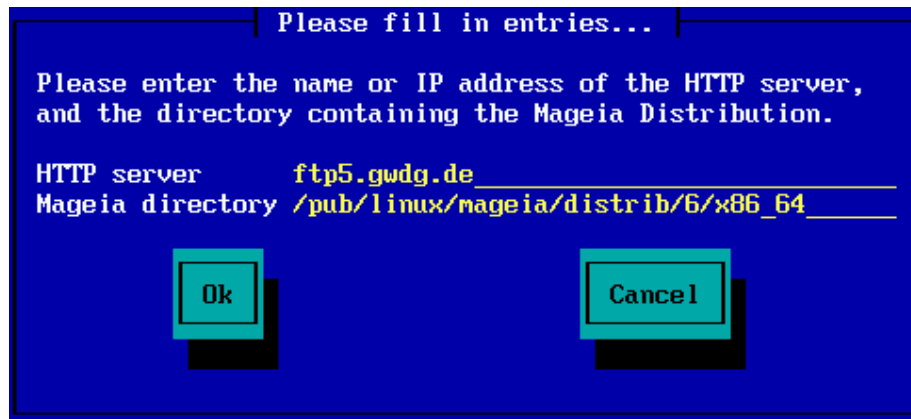 Please fill in entries...
Please enter the name or IP address of the HTTP server,
and the directory containing the Mageia Distribution.
HTTP server ftp5.gwdg.de
Mageia directory /pub/linux/mageia/distrib/6/x86_64
Ok Cancel